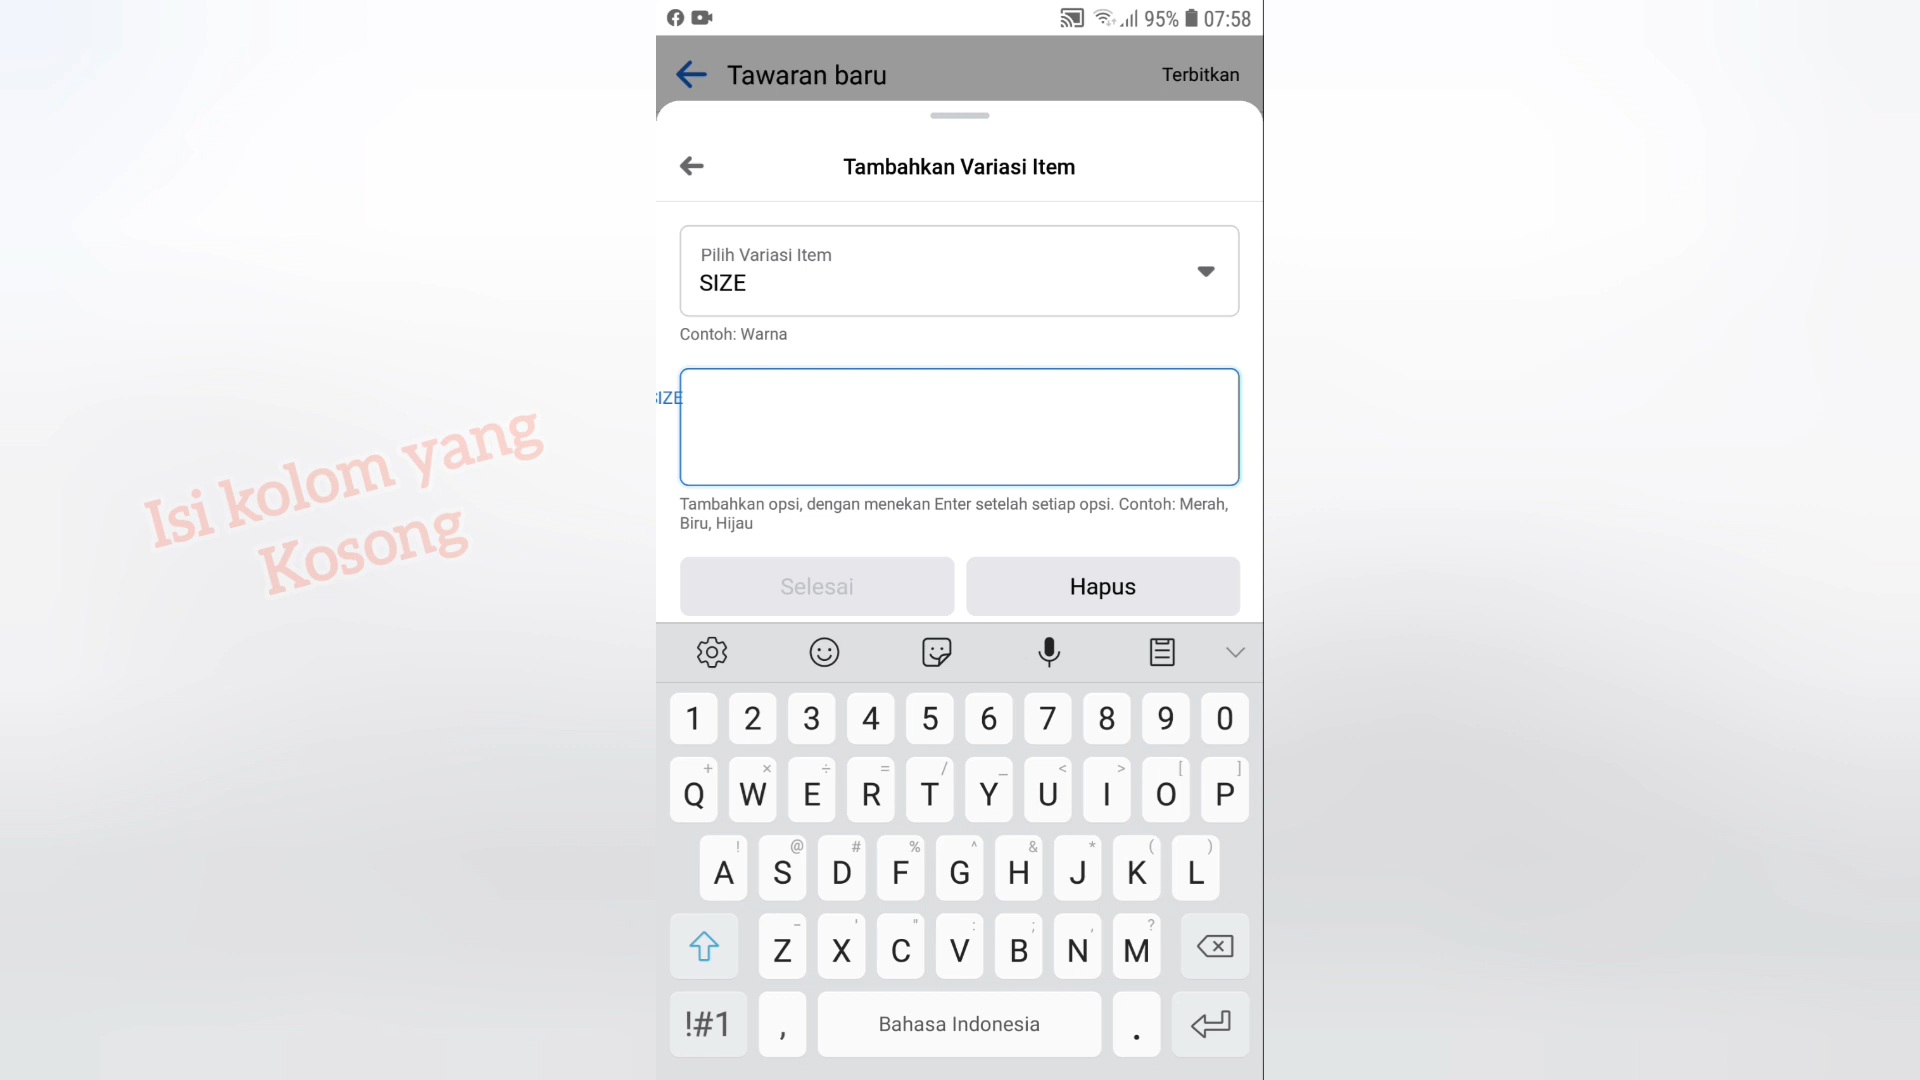 95% 07:58
Tawaran baru Terbitkan
Tambahkan Variasi Item
Pilih Variasi Item
SIZE
Contoh: Warna
IZE
Isi kolom yang
Kosong
Tambahkan opsi, dengan menekan Enter setelah setiap opsi. Contoh: Merah,
Biru, Hijau
Selesai Hapus
1 2 3 4 5 6 7 8 9 0
+ × ÷ = / _ < > [ ]
Q W E R T Y U I O P
! @ # % ^ & * ( )
A S D F G H J K L
- ' " : ; , ?
Z X C V B N M
!#1 , Bahasa Indonesia .